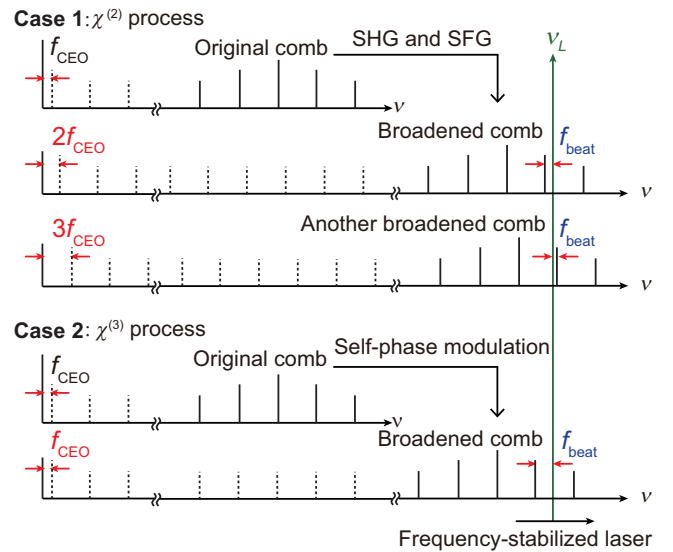 Case 1: χ(2) process
fCEO
Original comb
SHG and SFG
νL
ν
2fCEO
Broadened comb
fbeat
ν
3fCEO
Another broadened comb
fbeat
ν
Case 2: χ(3) process
fCEO
Original comb
Self-phase modulation
ν
fCEO
Broadened comb
fbeat
ν
Frequency-stabilized laser